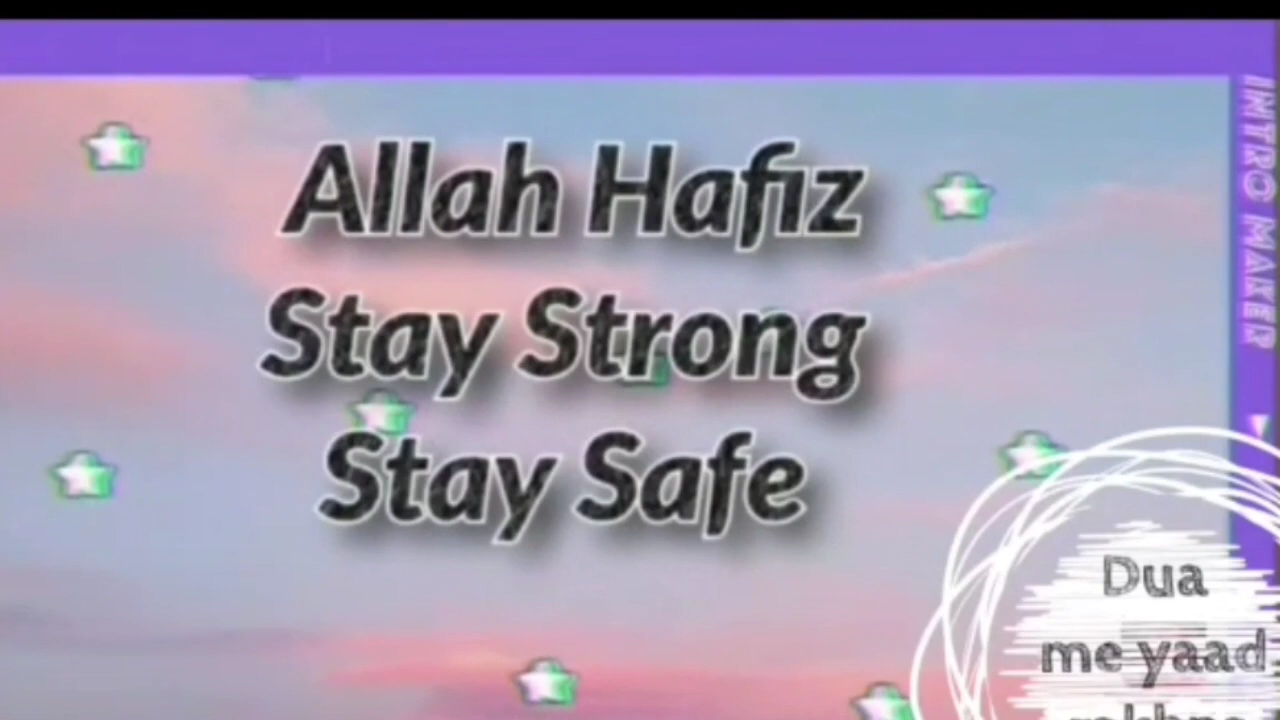 Allah Hafiz
Stay Strong
Stay Safe
INTRO MAKER
Dua
me yaad